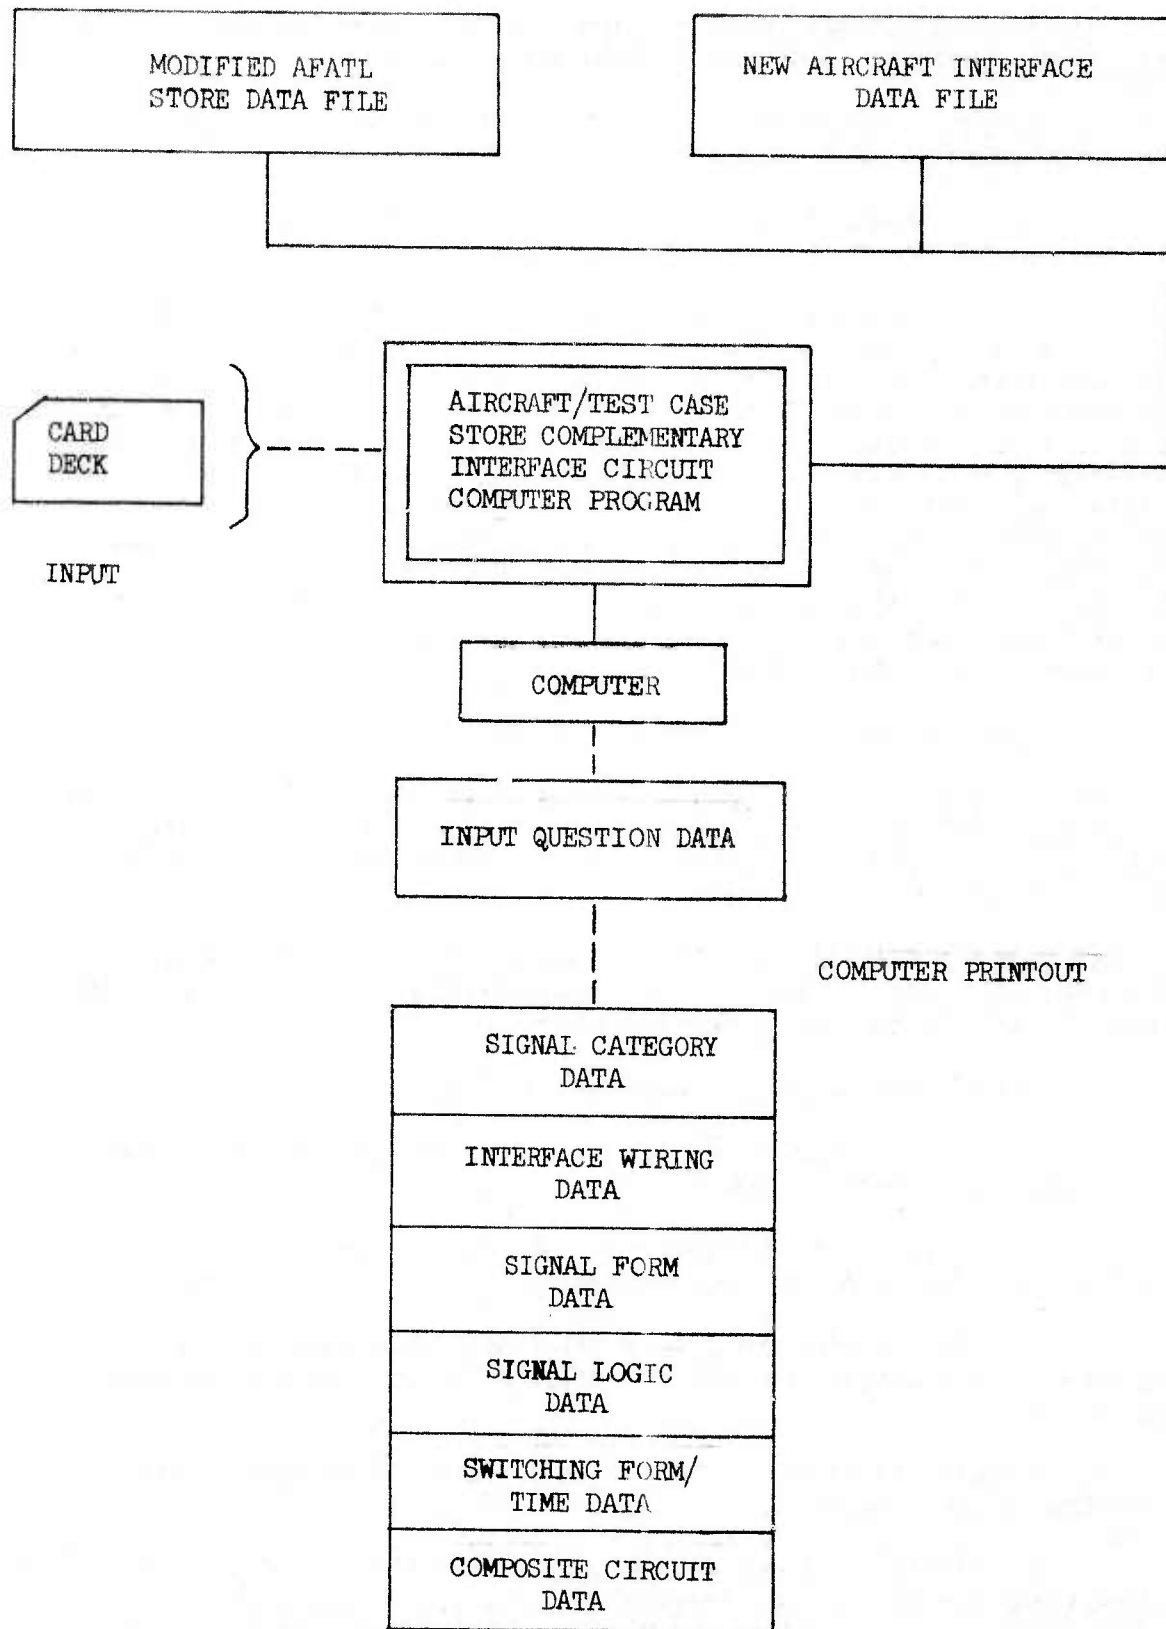 MODIFIED AFATL
STORE DATA FILE
NEW AIRCRAFT INTERFACE
DATA FILE
CARD
DECK
INPUT
AIRCRAFT/TEST CASE
STORE COMPLEMENTARY
INTERFACE CIRCUIT
COMPUTER PROGRAM
COMPUTER
INPUT QUESTION DATA
COMPUTER PRINTOUT
SIGNAL CATEGORY
DATA
INTERFACE WIRING
DATA
SIGNAL FORM
DATA
SIGNAL LOGIC
DATA
SWITCHING FORM/
TIME DATA
COMPOSITE CIRCUIT
DATA